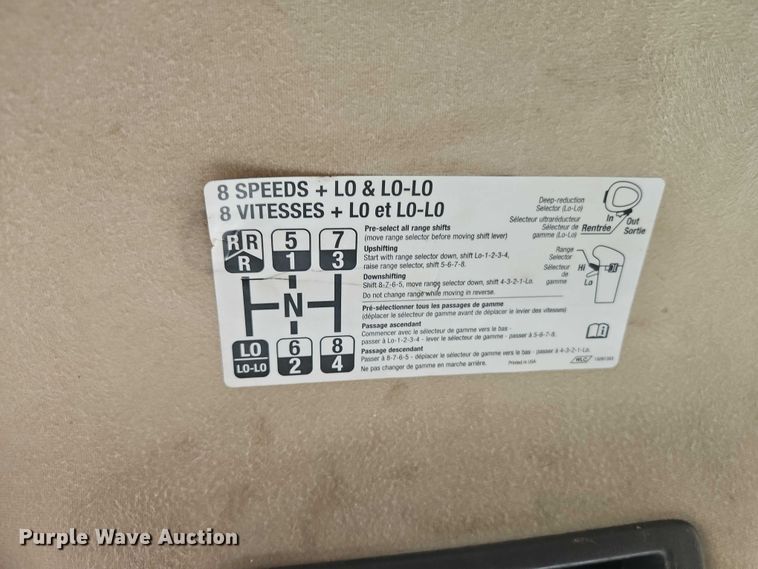 8 SPEEDS + LO & LO-LO
8 VITESSES + LO et LO-LO
R R
R
5
1
7
3
N
LO
LO-LO
6
2
8
4
Pre-select all range shifts
(move range selector before moving shift lever)
Upshifting
Start with range selector down, shift Lo-1-2-3-4,
raise range selector, shift 5-6-7-8.
Downshifting
Shift 8-7-6-5, move range selector down, shift 4-3-2-1-Lo.
Do not change range while moving in reverse.
Pré-sélectionner tous les passages de gamme
(déplacer le sélecteur de gamme avant de déplacer le levier des vitesses)
Passage ascendant
Commencer avec le sélecteur de gamme vers le bas -
passer à Lo-1-2-3-4 - lever le sélecteur de gamme - passer à 5-6-7-8.
Passage descendant
Passer à 8-7-6-5 - déplacer le sélecteur de gamme vers le bas - passer à 4-3-2-1-Lo.
Ne pas changer de gamme en marche arrière.
Printed in USA
Deep-reduction
Selector (Lo-Lo)
Sélecteur ultraréducteur
Sélecteur de
gamme (Lo-Lo)
In
Rentrée
Out
Sortie
Range
Selector
Sélecteur
de
gamme
Hi
Lo
WLC
Purple Wave Auction